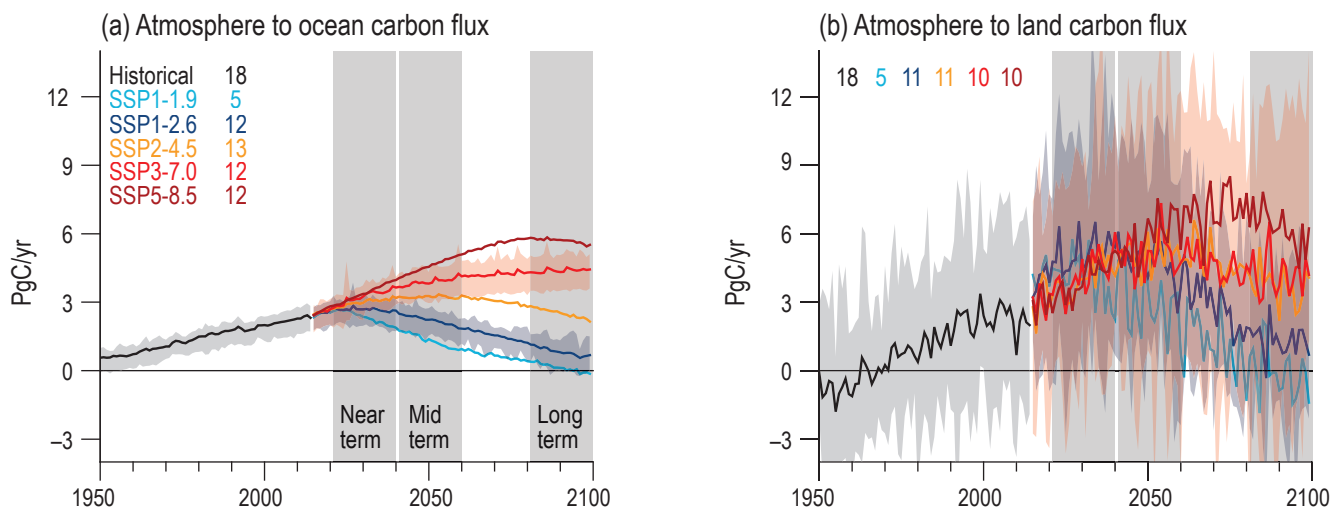 (a) Atmosphere to ocean carbon flux
Historical 18
SSP1-1.9 5
SSP1-2.6 12
SSP2-4.5 13
SSP3-7.0 12
SSP5-8.5 12
PgC/yr
12
9
6
3
0
–3
Near term
Mid term
Long term
1950 2000 2050 2100
(b) Atmosphere to land carbon flux
18 5 11 11 10 10
PgC/yr
12
9
6
3
0
–3
1950 2000 2050 2100